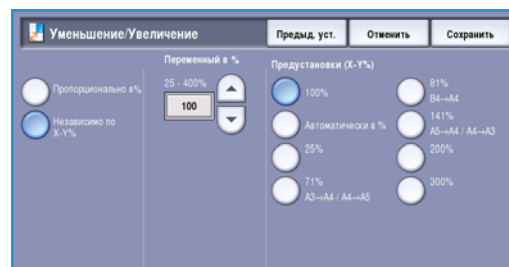 Уменьшение/Увеличение
Предыд. уст.
Отменить
Сохранить
Переменный в %
Предустановки (X-Y%)
Пропорционально в%
Независимо по
X-Y%
25 - 400%
100
100%
Автоматически в %
25%
71%
A3→A4 / A4→A5
81%
B4→A4
141%
A5→A4 / A4→A3
200%
300%